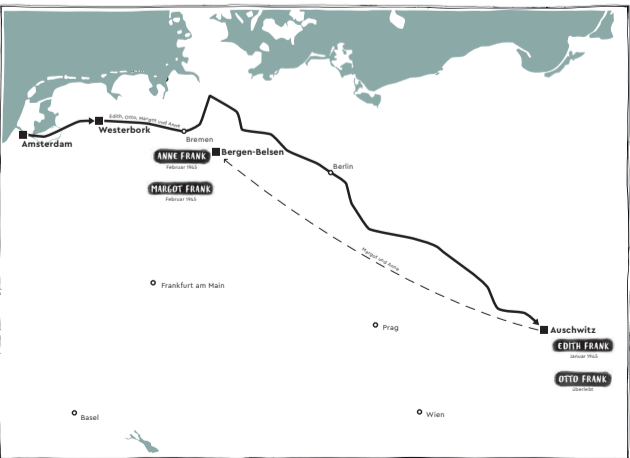 Edith, Otto, Margot und Anne
Amsterdam
Westerbork
Bremen
ANNE FRANK
Februar 1945
Bergen-Belsen
MARGOT FRANK
Februar 1945
Berlin
Margot und Anne
Frankfurt am Main
Prag
Auschwitz
EDITH FRANK
Januar 1945
OTTO FRANK
überlebt
Basel
Wien